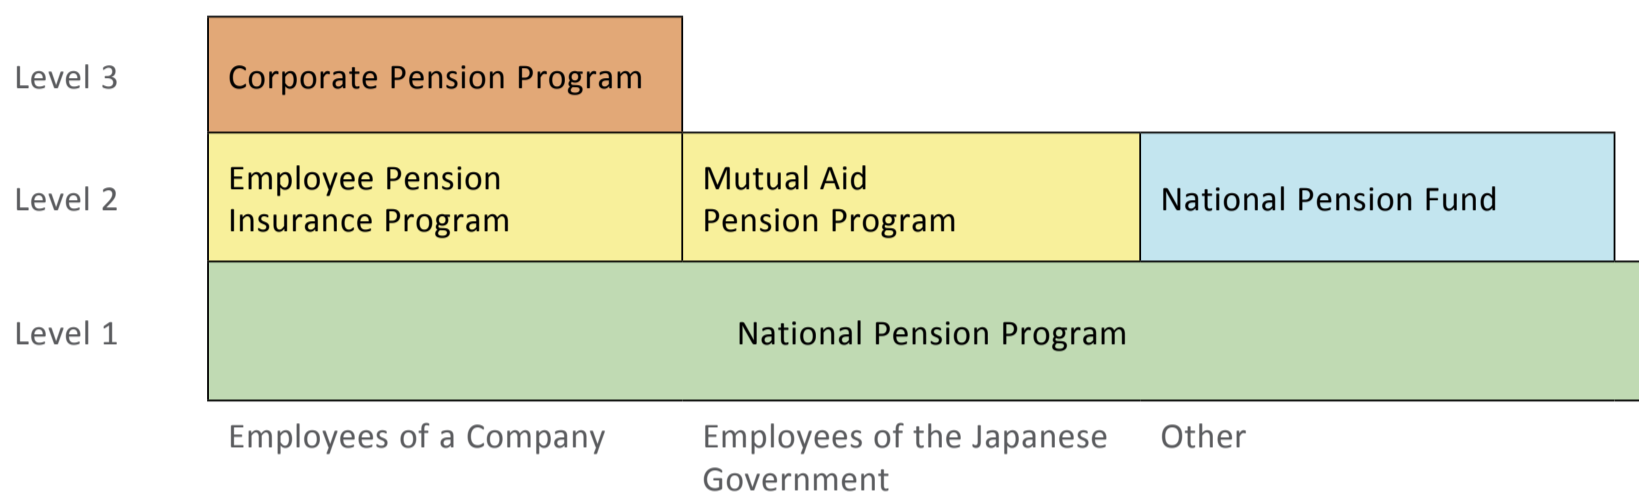 Level 3
Corporate Pension Program
Level 2
Employee Pension
Insurance Program
Mutual Aid
Pension Program
National Pension Fund
Level 1
National Pension Program
Employees of a Company
Employees of the Japanese
Government
Other